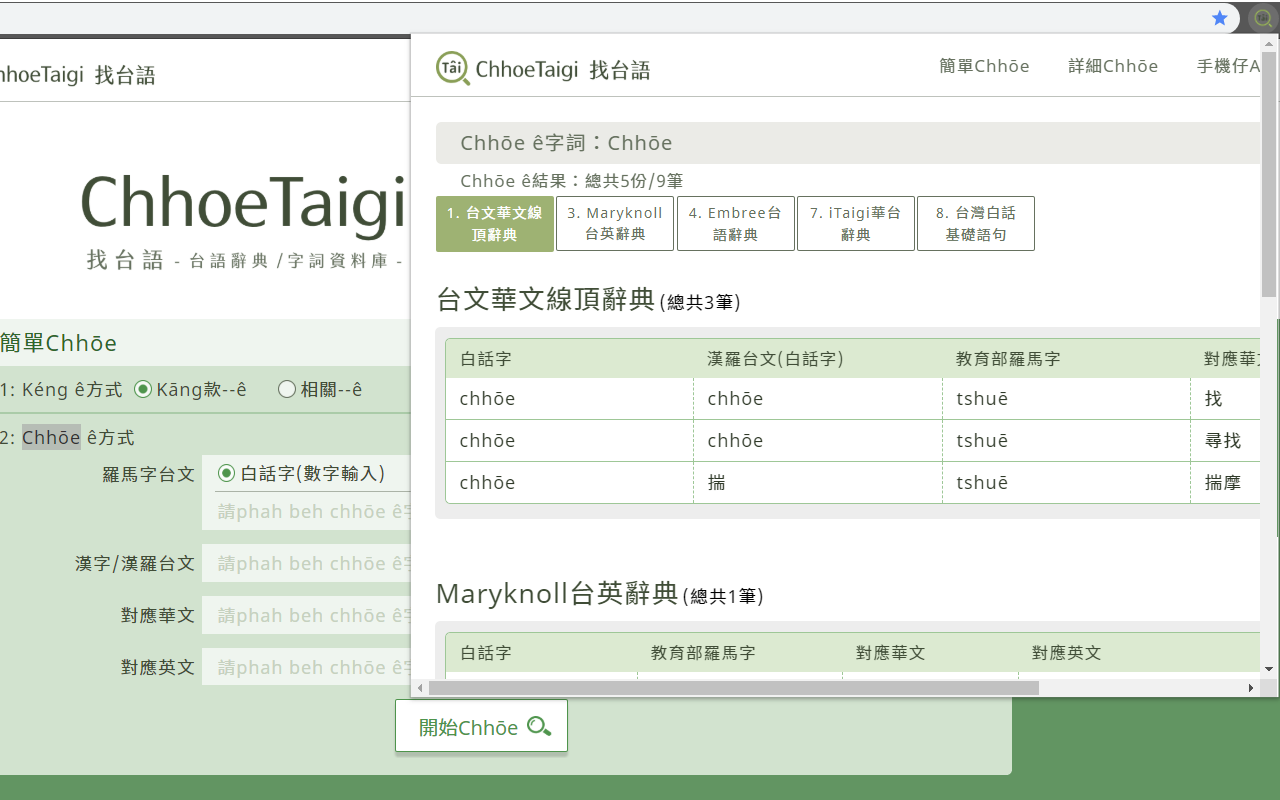 hhoeTaigi 找台語
ChhoeTaigi
找台語 - 台語辭典/字詞資料庫 -
簡單Chhōe
1: Kéng ê方式 Kāng款--ê 相關--ê
2: Chhōe ê方式
羅馬字台文 白話字(數字輸入)
請phah beh chhōe ê字
漢字/漢羅台文 請phah beh chhōe ê字
對應華文 請phah beh chhōe ê字
對應英文 請phah beh chhōe ê字
開始Chhōe
Tâi ChhoeTaigi 找台語 簡單Chhōe 詳細Chhōe 手機仔A
Chhōe ê字詞：Chhōe
Chhōe ê結果：總共5份/9筆
1. 台文華文線頂辭典
3. Maryknoll台英辭典
4. Embree台語辭典
7. iTaigi華台辭典
8. 台灣白話基礎語句
台文華文線頂辭典(總共3筆)
白話字 漢羅台文(白話字) 教育部羅馬字 對應華文
chhōe chhōe tshuē 找
chhōe chhōe tshuē 尋找
chhōe 揣 tshuē 揣摩
Maryknoll台英辭典(總共1筆)
白話字 教育部羅馬字 對應華文 對應英文